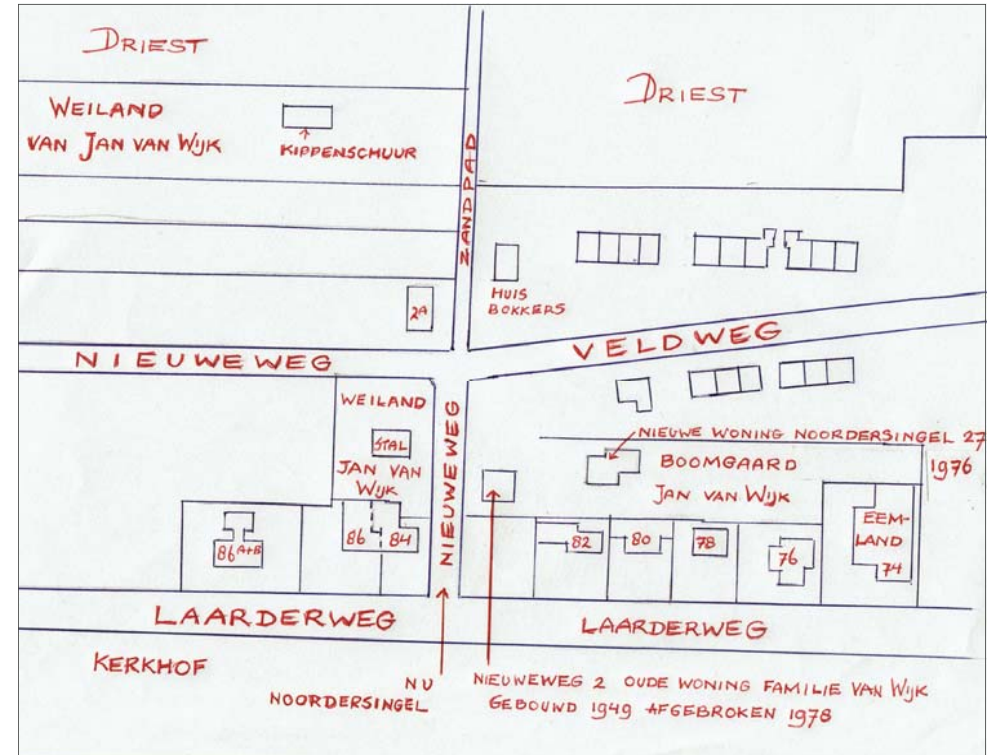 DRIEST
DRIEST
WEILAND
VAN JAN VAN WIJK
KIPPENSCHUUR
ZANDPAD
HUIS
BOKKERS
2A
NIEUWEWEG
VELDWEG
WEILAND
STAL
JAN VAN
WIJK
NIEUWEWEG
NIEUWE WONING NOORDERSINGEL 27
1976
BOOMGAARD
JAN VAN WIJK
86 A+B
86
84
82
80
78
76
EEM-
LAND
74
LAARDERWEG
LAARDERWEG
KERKHOF
NU
NOORDERSINGEL
NIEUWEWEG 2 OUDE WONING FAMILIE VAN WIJK
GEBOUWD 1949 AFGEBROKEN 1978